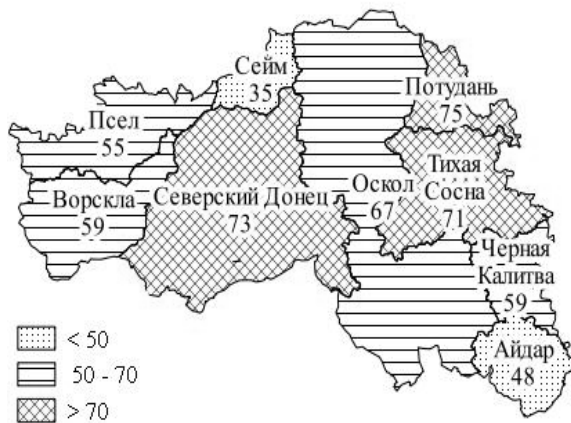 Сейм
35
Потудань
75
Псел
55
Тихая
Сосна
71
Ворскла
59
Северский Донец
73
Оскол
67
Черная
Калитва
59
Айдар
48
< 50
50 - 70
> 70